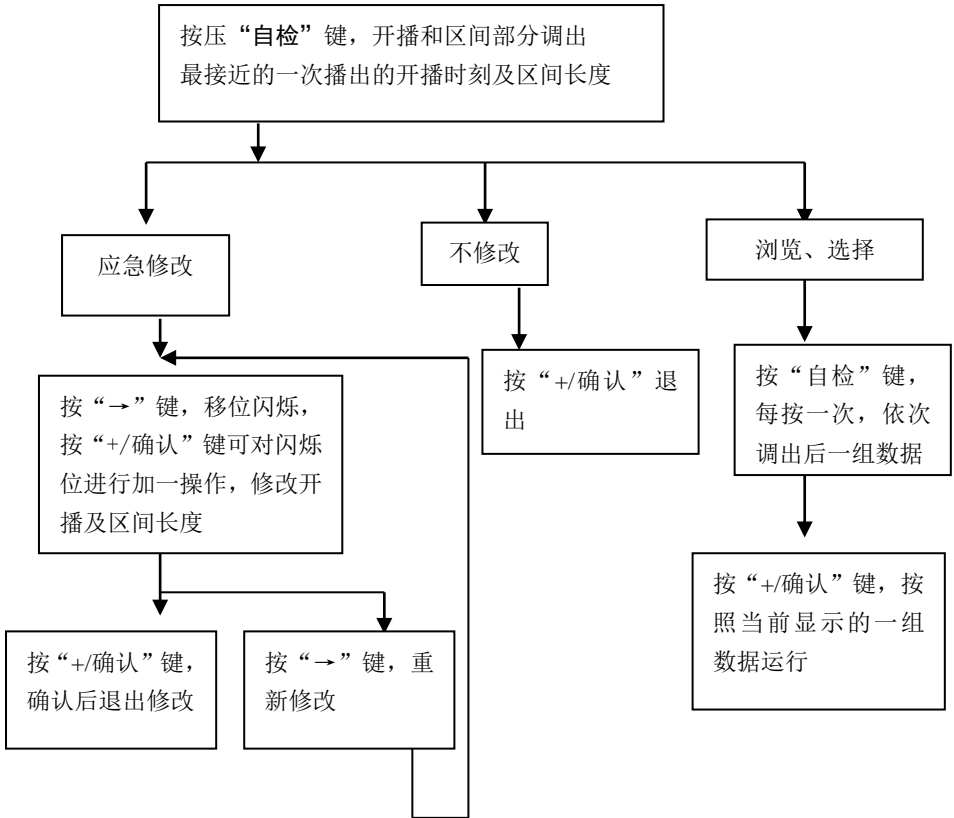 按压“自检”键，开播和区间部分调出
最接近的一次播出的开播时刻及区间长度
应急修改
不修改
浏览、选择
按“→”键，移位闪烁，
按“+/确认”键可对闪烁
位进行加一操作，修改开
播及区间长度
按“+/确认”退
出
按“自检”键，
每按一次，依次
调出后一组数据
按“+/确认”键，
确认后退出修改
按“→”键，重
新修改
按“+/确认”键，按
照当前显示的一组
数据运行